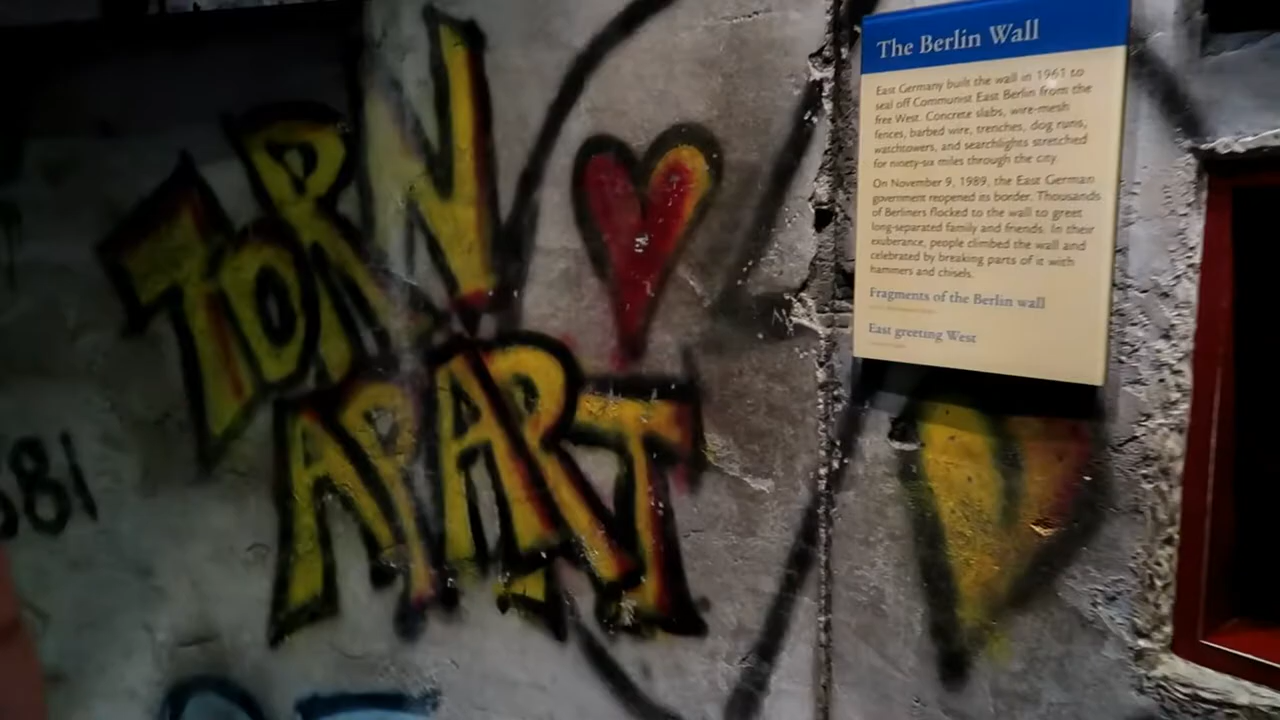 TORN
APART
681
The Berlin Wall
East Germany built the wall in 1961 to
seal off Communist East Berlin from the
free West. Concrete slabs, wire-mesh
fences, barbed wire, trenches, dog runs,
watchtowers, and searchlights stretched
for ninety-six miles through the city.
On November 9, 1989, the East German
government reopened its border. Thousands
of Berliners flocked to the wall to greet
long-separated family and friends. In their
exuberance, people climbed the wall and
celebrated by breaking parts of it with
hammers and chisels.
Fragments of the Berlin wall
East greeting West